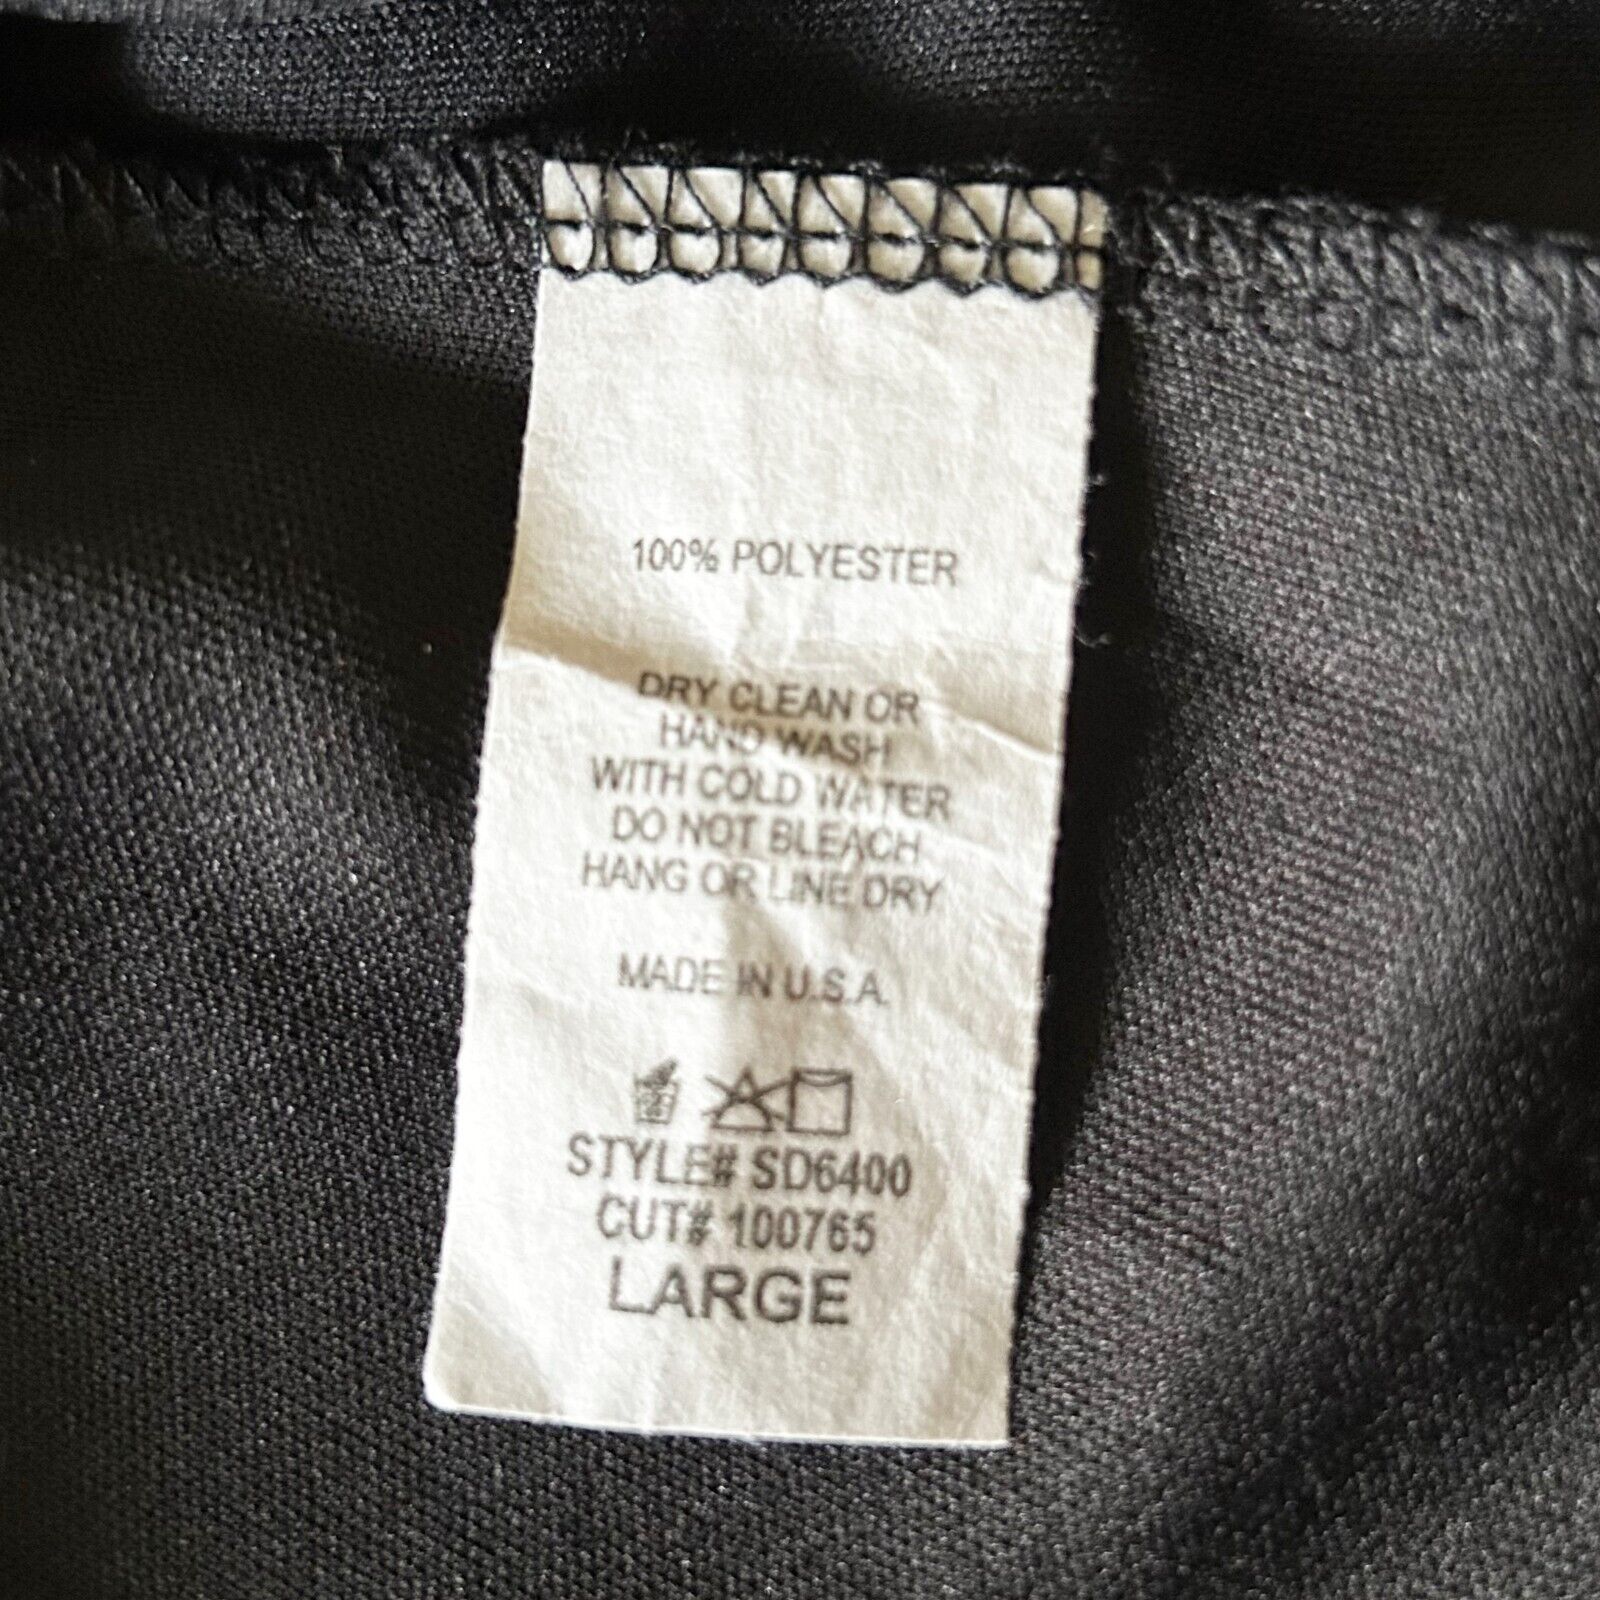 100% POLYESTER
DRY CLEAN OR
HAND WASH
WITH COLD WATER
DO NOT BLEACH
HANG OR LINE DRY
MADE IN U.S.A.
STYLE# SD6400
CUT# 100765
LARGE